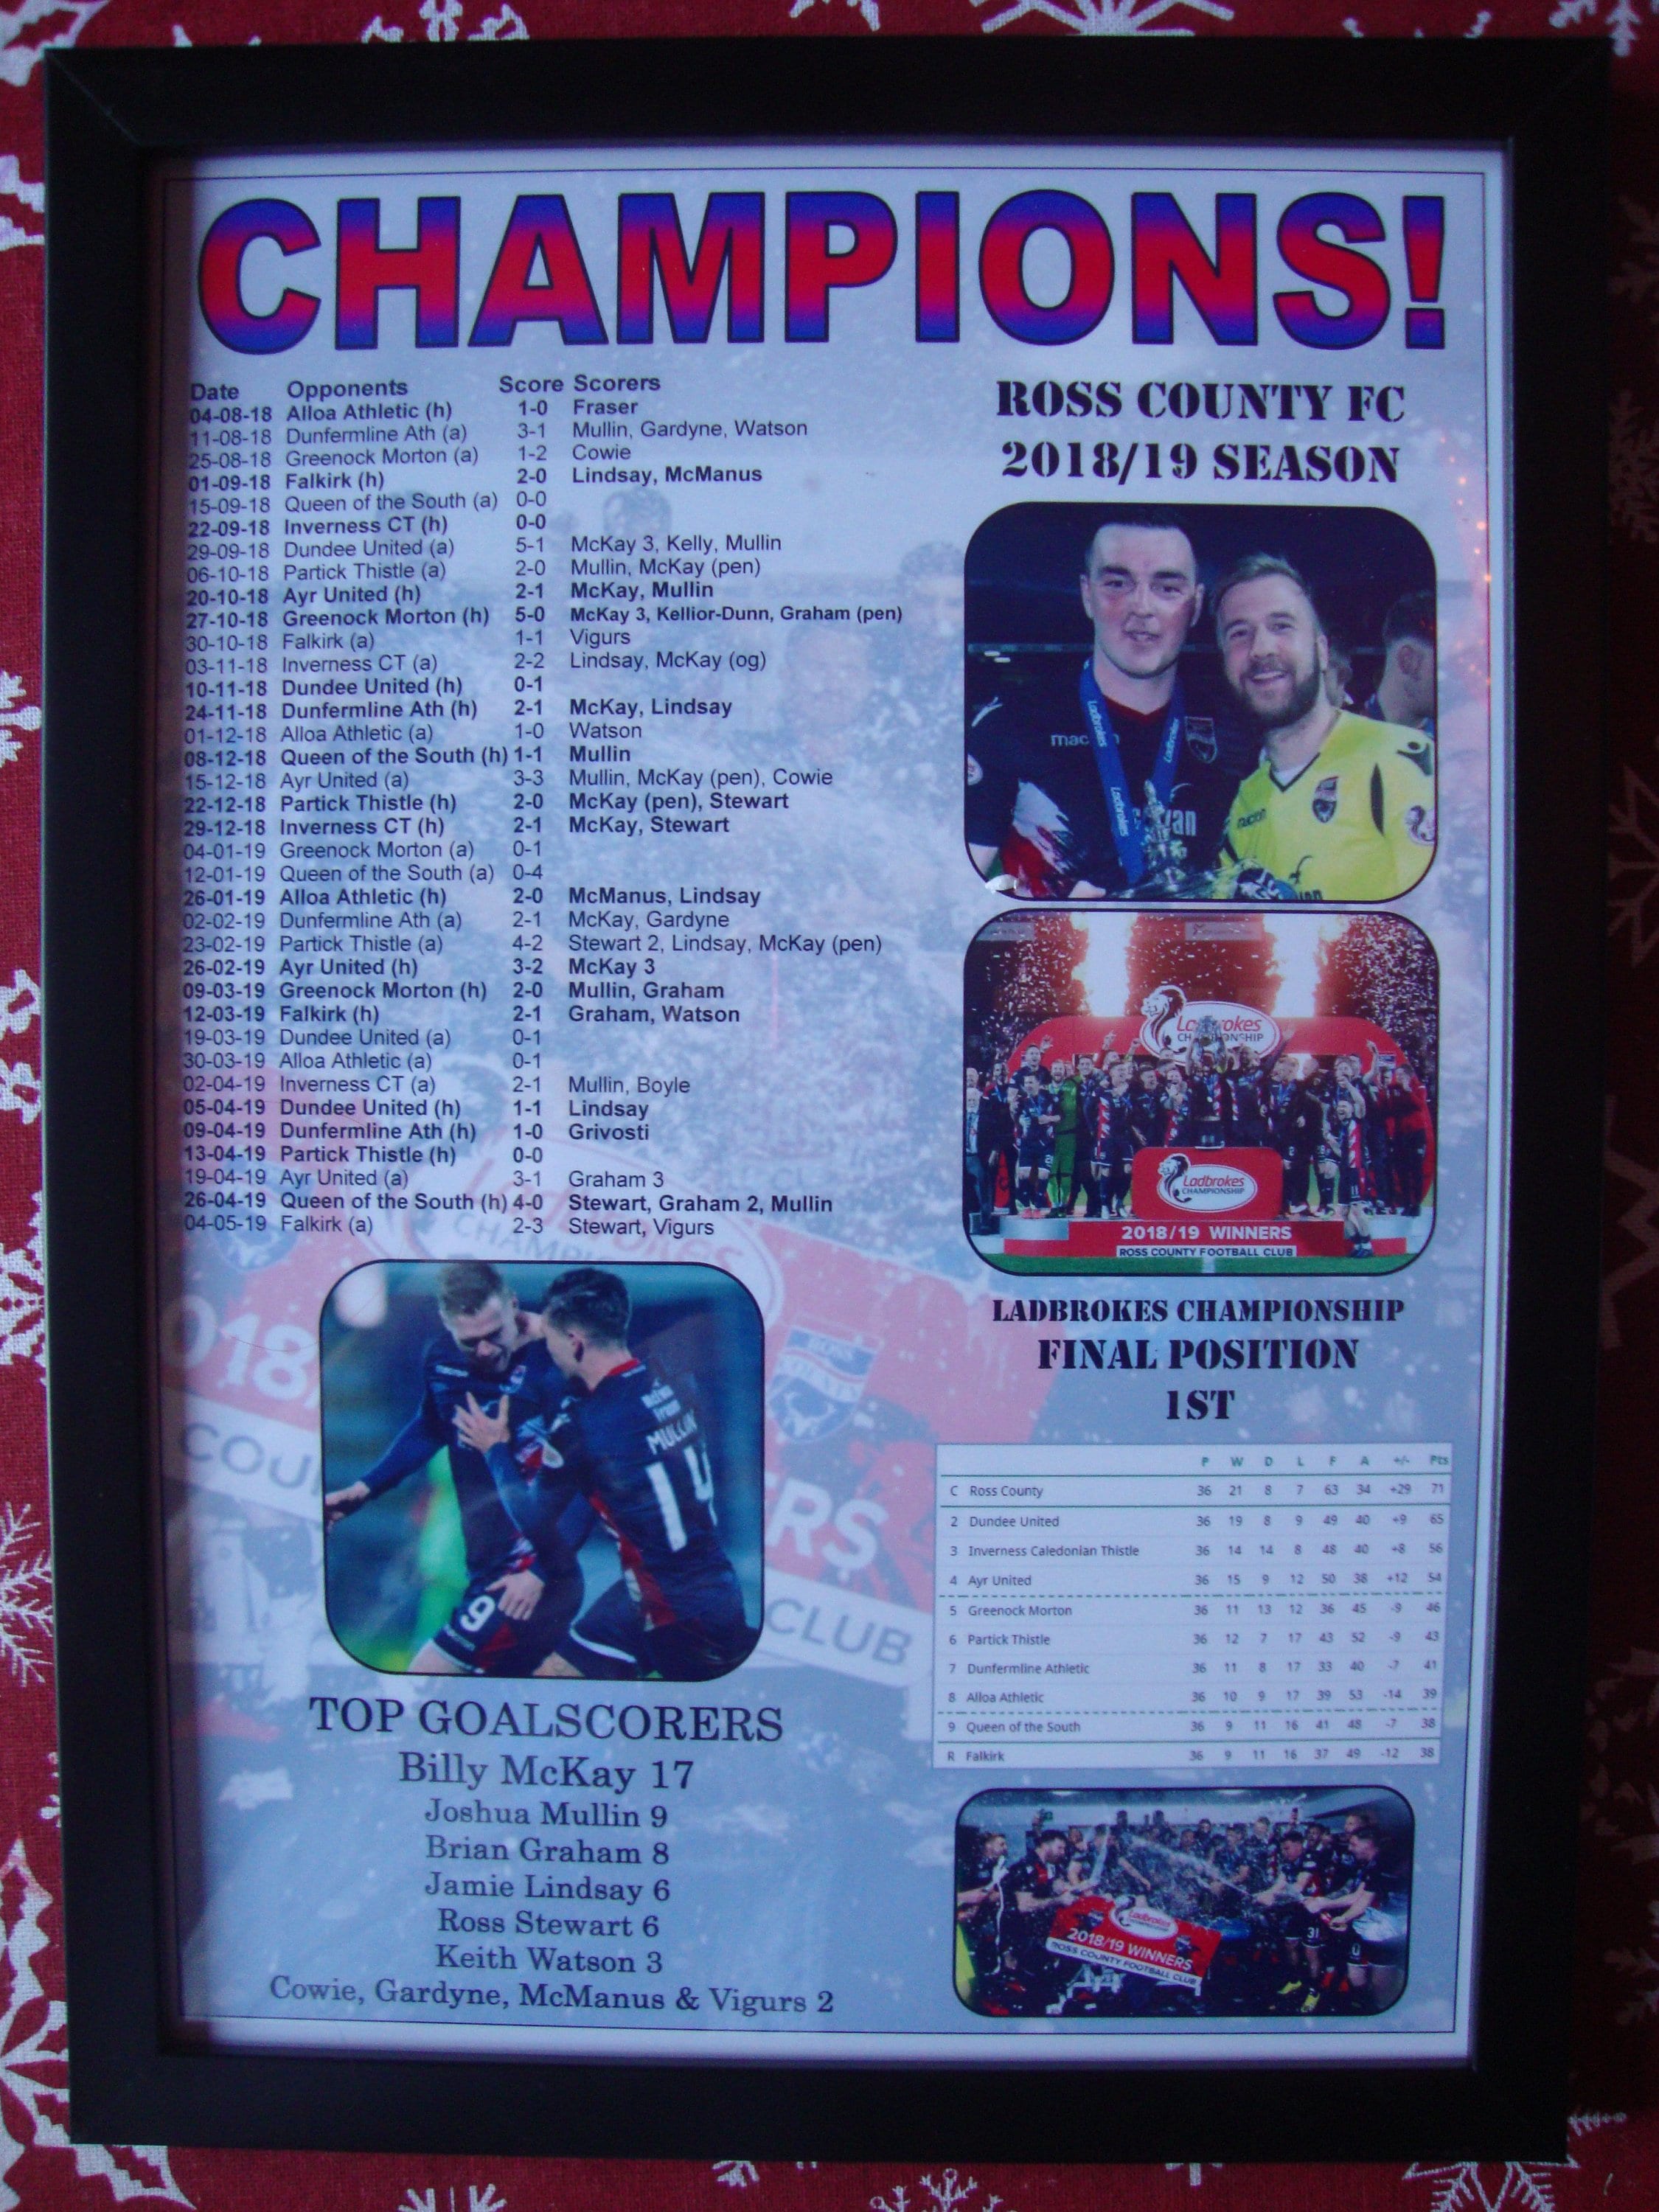 CHAMPIONS!
Date Opponents Score Scorers
04-08-18 Alloa Athletic (h) 1-0 Fraser
11-08-18 Dunfermline Ath (a) 3-1 Mullin, Gardyne, Watson
25-08-18 Greenock Morton (a) 1-2 Cowie
01-09-18 Falkirk (h) 2-0 Lindsay, McManus
15-09-18 Queen of the South (a) 0-0
22-09-18 Inverness CT (h) 0-0
29-09-18 Dundee United (a) 5-1 McKay 3, Kelly, Mullin
06-10-18 Partick Thistle (a) 2-0 Mullin, McKay (pen)
20-10-18 Ayr United (h) 2-1 McKay, Mullin
27-10-18 Greenock Morton (h) 5-0 McKay 3, Kellior-Dunn, Graham (pen)
30-10-18 Falkirk (a) 1-1 Vigurs
03-11-18 Inverness CT (a) 2-2 Lindsay, McKay (og)
10-11-18 Dundee United (h) 0-1
24-11-18 Dunfermline Ath (h) 2-1 McKay, Lindsay
01-12-18 Alloa Athletic (a) 1-0 Watson
08-12-18 Queen of the South (h) 1-1 Mullin
15-12-18 Ayr United (a) 3-3 Mullin, McKay (pen), Cowie
22-12-18 Partick Thistle (h) 2-0 McKay (pen), Stewart
29-12-18 Inverness CT (h) 2-1 McKay, Stewart
04-01-19 Greenock Morton (a) 0-1
12-01-19 Queen of the South (a) 0-4
26-01-19 Alloa Athletic (h) 2-0 McManus, Lindsay
02-02-19 Dunfermline Ath (a) 2-1 McKay, Gardyne
23-02-19 Partick Thistle (a) 4-2 Stewart 2, Lindsay, McKay (pen)
26-02-19 Ayr United (h) 3-2 McKay 3
09-03-19 Greenock Morton (h) 2-0 Mullin, Graham
12-03-19 Falkirk (h) 2-1 Graham, Watson
19-03-19 Dundee United (a) 0-1
30-03-19 Alloa Athletic (a) 0-1
02-04-19 Inverness CT (a) 2-1 Mullin, Boyle
05-04-19 Dundee United (h) 1-1 Lindsay
09-04-19 Dunfermline Ath (h) 1-0 Grivosti
13-04-19 Partick Thistle (h) 0-0
19-04-19 Ayr United (a) 3-1 Graham 3
26-04-19 Queen of the South (h) 4-0 Stewart, Graham 2, Mullin
04-05-19 Falkirk (a) 2-3 Stewart, Vigurs
ROSS COUNTY FC
2018/19 SEASON
Ladbrokes
Ladbrokes
Ladbrokes
Ladbrokes
CHAMPIONSHIP
Ladbrokes
CHAMPIONSHIP
2018/19 WINNERS
ROSS COUNTY FOOTBALL CLUB
LADBROKES CHAMPIONSHIP
FINAL POSITION
1ST
P W D L F A +/- Pts
C Ross County 36 21 8 7 63 34 +29 71
2 Dundee United 36 19 8 9 49 40 +9 65
3 Inverness Caledonian Thistle 36 14 14 8 48 40 +8 56
4 Ayr United 36 15 9 12 50 38 +12 54
5 Greenock Morton 36 11 13 12 36 45 -9 46
6 Partick Thistle 36 12 7 17 43 52 -9 43
7 Dunfermline Athletic 36 11 8 17 33 40 -7 41
8 Alloa Athletic 36 10 9 17 39 53 -14 39
9 Queen of the South 36 9 11 16 41 48 -7 38
R Falkirk 36 9 11 16 37 49 -12 38
MULLIN
14
9
TOP GOALSCORERS
Billy McKay 17
Joshua Mullin 9
Brian Graham 8
Jamie Lindsay 6
Ross Stewart 6
Keith Watson 3
Cowie, Gardyne, McManus & Vigurs 2
Ladbrokes
2018/19 WINNERS
ROSS COUNTY FOOTBALL CLUB
31